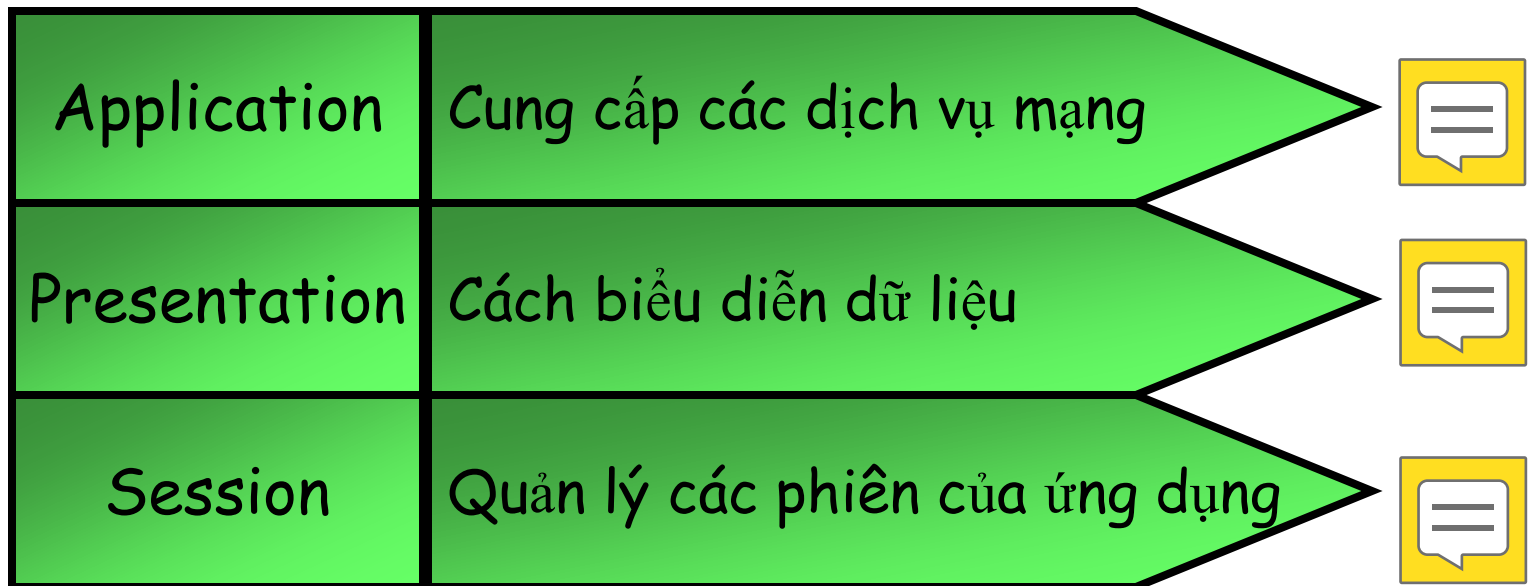 Application
Cung cấp các dịch vụ mạng
Presentation
Cách biểu diễn dữ liệu
Session
Quản lý các phiên của ứng dụng